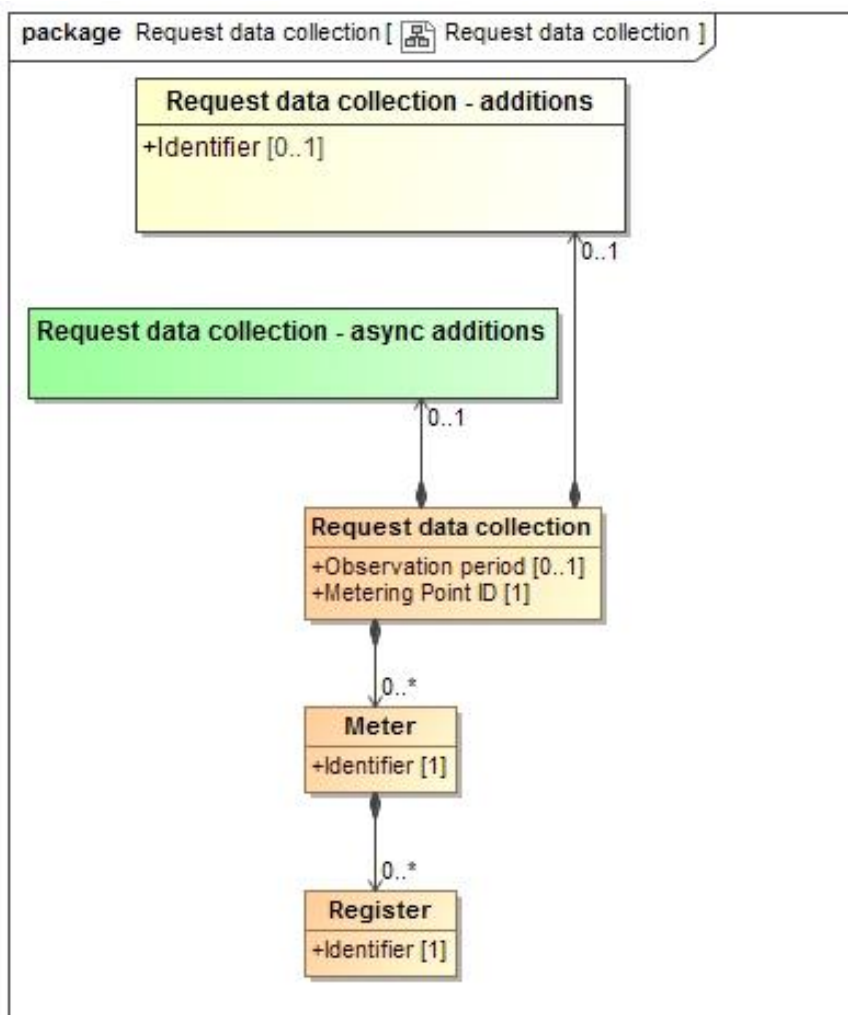 package Request data collection [ Request data collection ]
Request data collection - additions
+Identifier [0..1]
0..1
Request data collection - async additions
0..1
Request data collection
+Observation period [0..1]
+Metering Point ID [1]
0..*
Meter
+Identifier [1]
0..*
Register
+Identifier [1]